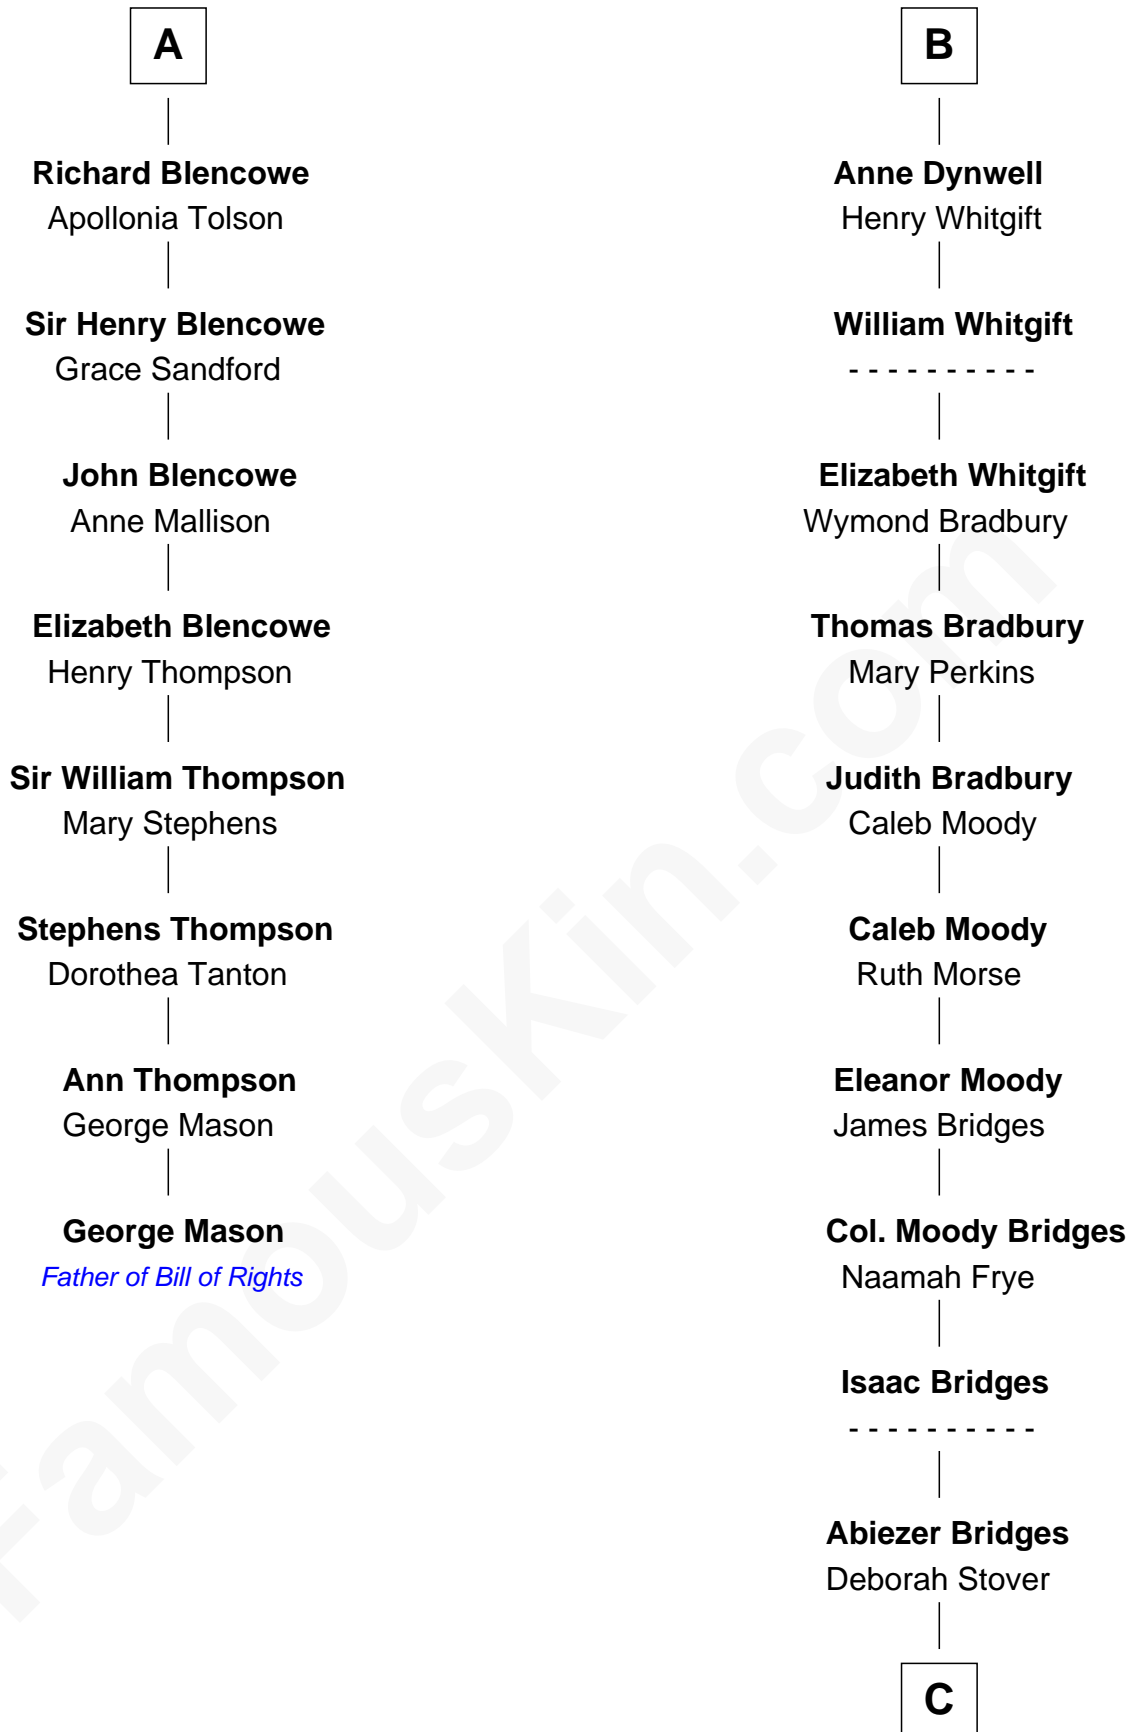 A
Richard Blencowe
Apollonia Tolson
Sir Henry Blencowe
Grace Sandford
John Blencowe
Anne Mallison
Elizabeth Blencowe
Henry Thompson
Sir William Thompson
Mary Stephens
Stephens Thompson
Dorothea Tanton
Ann Thompson
George Mason
George Mason
Father of Bill of Rights
B
Anne Dynwell
Henry Whitgift
William Whitgift
- - - - - - - - - -
Elizabeth Whitgift
Wymond Bradbury
Thomas Bradbury
Mary Perkins
Judith Bradbury
Caleb Moody
Caleb Moody
Ruth Morse
Eleanor Moody
James Bridges
Col. Moody Bridges
Naamah Frye
Isaac Bridges
- - - - - - - - - -
Abiezer Bridges
Deborah Stover
C
FamousKin.com